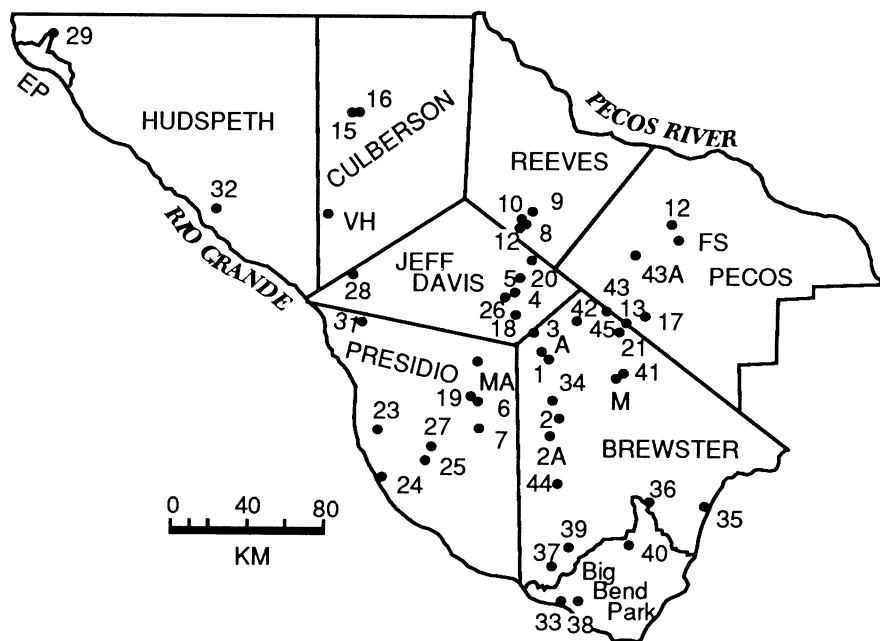 29
EP
HUDSPETH
32
RIO GRANDE
15 16
CULBERSON
VH
PECOS RIVER
REEVES
10 9
12 8
12
FS
43A
PECOS
JEFF
DAVIS
28
5 20
26 4
18
43
42 13 17
45
21
31
3
A
1
PRESIDIO
MA
19 6
7
34
41
M
2
2A
BREWSTER
23
27
25
24
44
36
35
0 40 80
KM
39
37
40
Big
Bend
Park
33 38